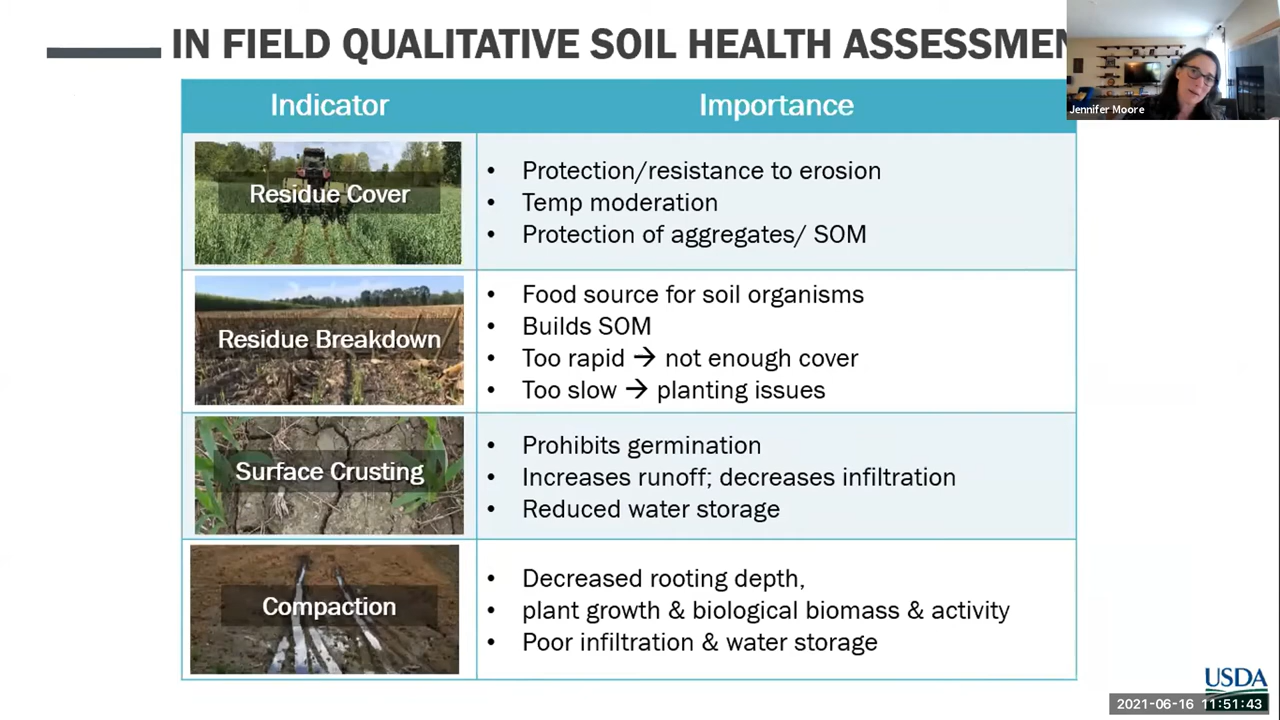 IN FIELD QUALITATIVE SOIL HEALTH ASSESSMEN
Jennifer Moore
Indicator
Importance
Residue Cover
• Protection/resistance to erosion
• Temp moderation
• Protection of aggregates/ SOM
Residue Breakdown
• Food source for soil organisms
• Builds SOM
• Too rapid → not enough cover
• Too slow → planting issues
Surface Crusting
• Prohibits germination
• Increases runoff; decreases infiltration
• Reduced water storage
Compaction
• Decreased rooting depth,
• plant growth & biological biomass & activity
• Poor infiltration & water storage
USDA
2021-06-16 11:51:43